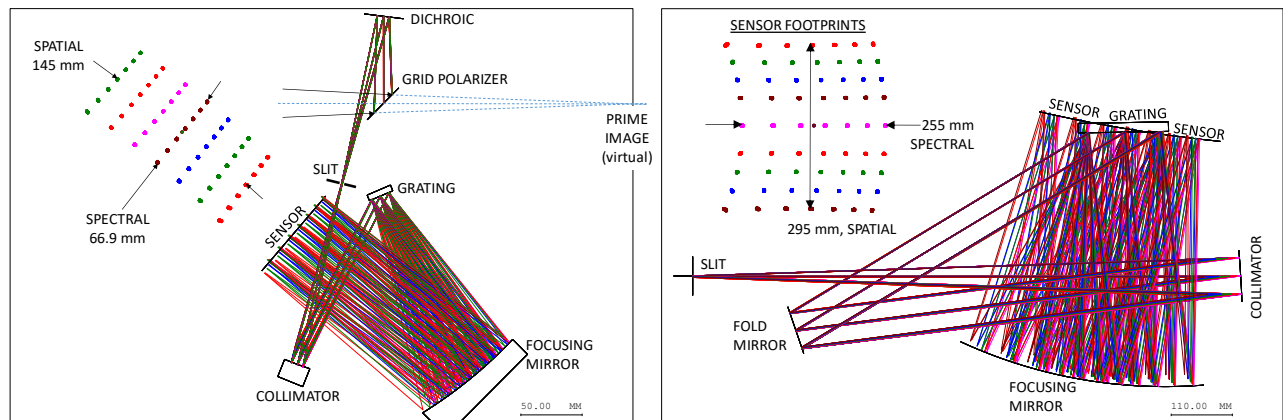 DICHROIC
SPATIAL
145 mm
GRID POLARIZER
PRIME
IMAGE
(virtual)
SLIT
GRATING
SPECTRAL
66.9 mm
SENSOR
FOCUSING
MIRROR
COLLIMATOR
50.00 MM
SENSOR FOOTPRINTS
SENSOR
GRATING
SENSOR
255 mm
SPECTRAL
295 mm, SPATIAL
SLIT
COLLIMATOR
FOLD
MIRROR
FOCUSING
MIRROR
110.00 MM